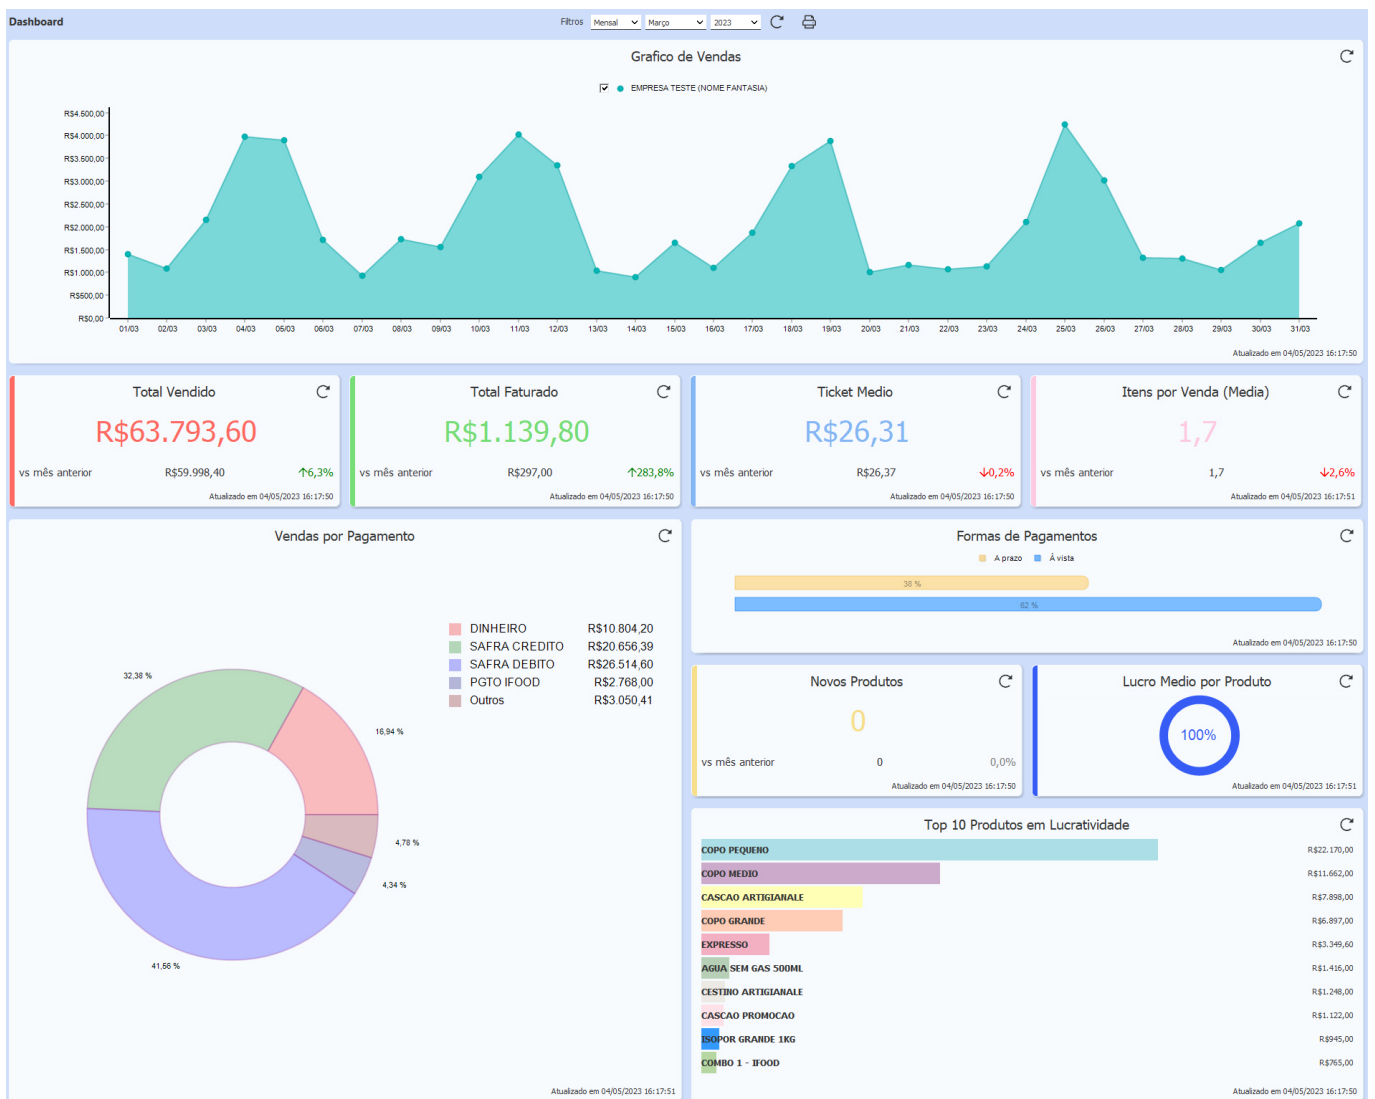 Dashboard
Filtros Mensal Março 2023
Grafico de Vendas
EMPRESA TESTE (NOME FANTASIA)
R$4.500,00
R$4.000,00
R$3.500,00
R$3.000,00
R$2.500,00
R$2.000,00
R$1.500,00
R$1.000,00
R$500,00
R$0,00
01/03 02/03 03/03 04/03 05/03 06/03 07/03 08/03 09/03 10/03 11/03 12/03 13/03 14/03 15/03 16/03 17/03 18/03 19/03 20/03 21/03 22/03 23/03 24/03 25/03 26/03 27/03 28/03 29/03 30/03 31/03
Atualizado em 04/05/2023 16:17:50
Total Vendido
R$63.793,60
vs mês anterior R$59.998,40 ↑6,3%
Atualizado em 04/05/2023 16:17:50
Total Faturado
R$1.139,80
vs mês anterior R$297,00 ↑283,8%
Atualizado em 04/05/2023 16:17:50
Ticket Medio
R$26,31
vs mês anterior R$26,37 ↓0,2%
Atualizado em 04/05/2023 16:17:50
Itens por Venda (Media)
1,7
vs mês anterior 1,7 ↓2,6%
Atualizado em 04/05/2023 16:17:51
Vendas por Pagamento
DINHEIRO R$10.804,20
SAFRA CREDITO R$20.656,39
SAFRA DEBITO R$26.514,60
PGTO IFOOD R$2.768,00
Outros R$3.050,41
32,38 %
16,94 %
4,78 %
4,34 %
41,56 %
Atualizado em 04/05/2023 16:17:51
Formas de Pagamentos
A prazo À vista
38 %
62 %
Atualizado em 04/05/2023 16:17:50
Novos Produtos
0
vs mês anterior 0 0,0%
Atualizado em 04/05/2023 16:17:50
Lucro Medio por Produto
100%
Atualizado em 04/05/2023 16:17:51
Top 10 Produtos em Lucratividade
COPO PEQUENO R$22.170,00
COPO MEDIO R$11.662,00
CASCAO ARTIGIANALE R$7.898,00
COPO GRANDE R$6.897,00
EXPRESSO R$3.349,60
AGUA SEM GAS 500ML R$1.416,00
CESTINO ARTIGIANALE R$1.248,00
CASCAO PROMOCAO R$1.122,00
ISOPOR GRANDE 1KG R$945,00
COMBO 1 - IFOOD R$765,00
Atualizado em 04/05/2023 16:17:50